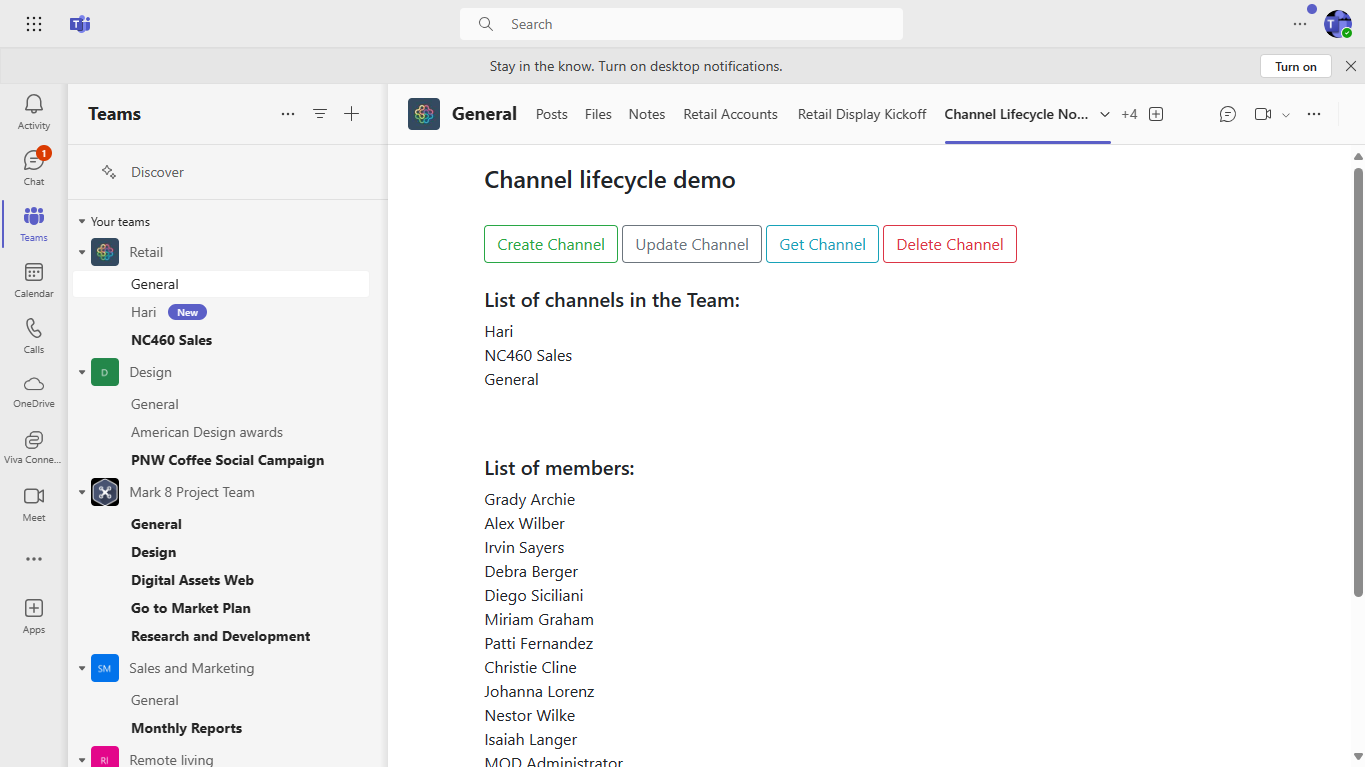 Search
Stay in the know. Turn on desktop notifications.
Turn on
Activity
1
Chat
Teams
Calendar
Calls
OneDrive
Viva Conne...
Meet
Apps
Teams
Discover
Your teams
Retail
General
Hari New
NC460 Sales
D Design
General
American Design awards
PNW Coffee Social Campaign
Mark 8 Project Team
General
Design
Digital Assets Web
Go to Market Plan
Research and Development
SM Sales and Marketing
General
Monthly Reports
RI Remote living
General Posts Files Notes Retail Accounts Retail Display Kickoff Channel Lifecycle No... +4
Channel lifecycle demo
Create Channel Update Channel Get Channel Delete Channel
List of channels in the Team:
Hari
NC460 Sales
General
List of members:
Grady Archie
Alex Wilber
Irvin Sayers
Debra Berger
Diego Siciliani
Miriam Graham
Patti Fernandez
Christie Cline
Johanna Lorenz
Nestor Wilke
Isaiah Langer
MOD Administrator